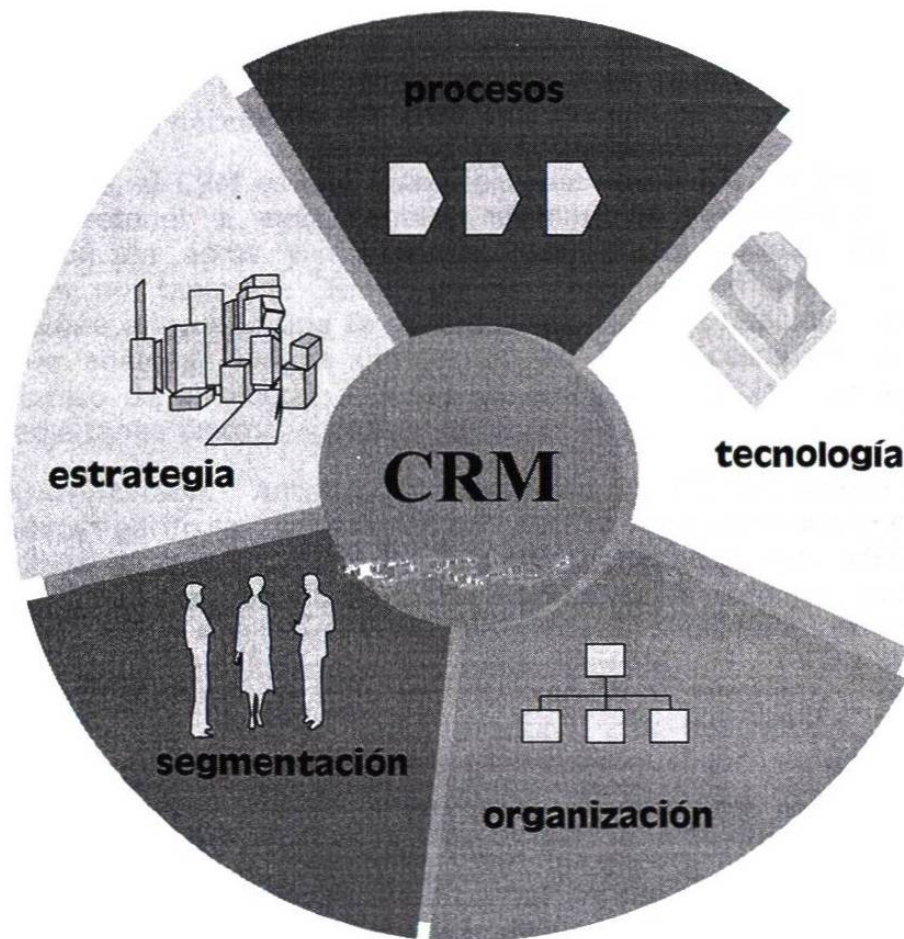 procesos
tecnología
estrategia
CRM
segmentación
organización